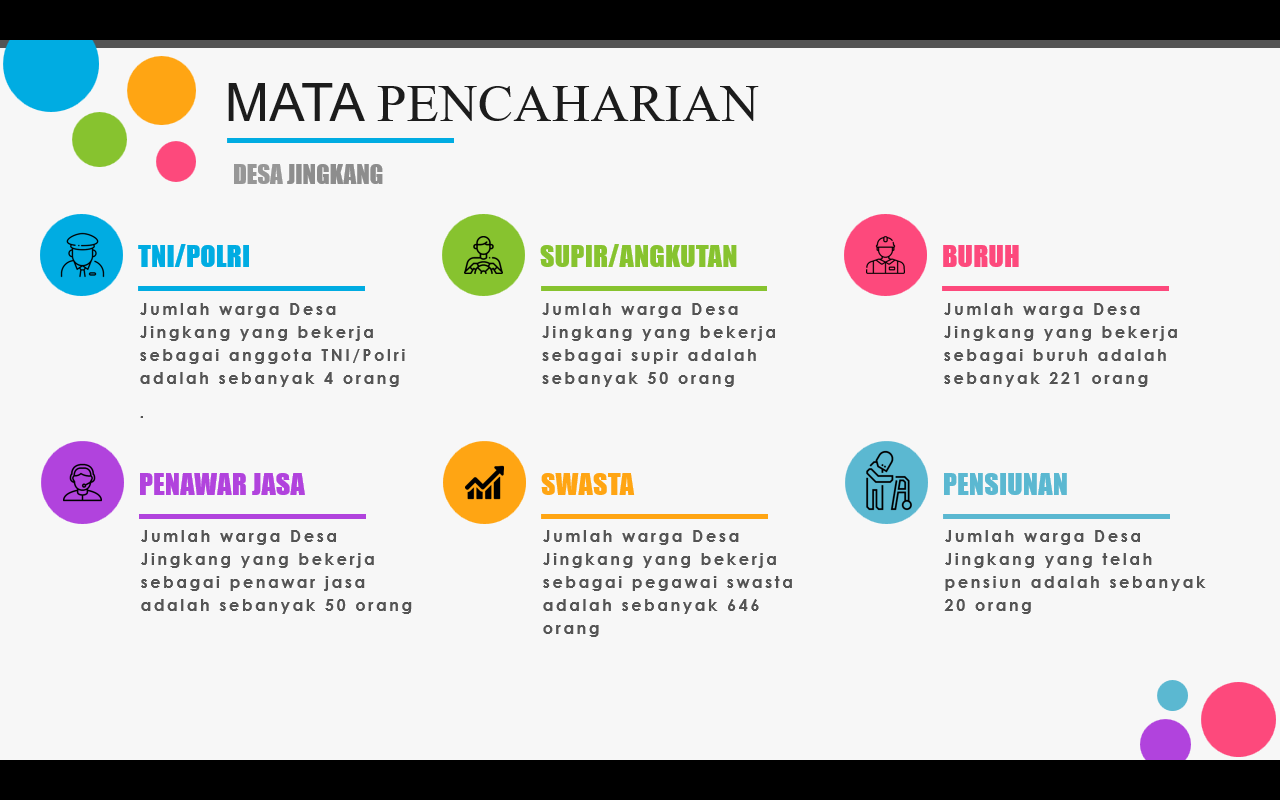 MATA PENCAHARIAN
DESA JINGKANG
TNI/POLRI
Jumlah warga Desa
Jingkang yang bekerja
sebagai anggota TNI/Polri
adalah sebanyak 4 orang
.
SUPIR/ANGKUTAN
Jumlah warga Desa
Jingkang yang bekerja
sebagai supir adalah
sebanyak 50 orang
BURUH
Jumlah warga Desa
Jingkang yang bekerja
sebagai buruh adalah
sebanyak 221 orang
PENAWAR JASA
Jumlah warga Desa
Jingkang yang bekerja
sebagai penawar jasa
adalah sebanyak 50 orang
SWASTA
Jumlah warga Desa
Jingkang yang bekerja
sebagai pegawai swasta
adalah sebanyak 646
orang
PENSIUNAN
Jumlah warga Desa
Jingkang yang telah
pensiun adalah sebanyak
20 orang